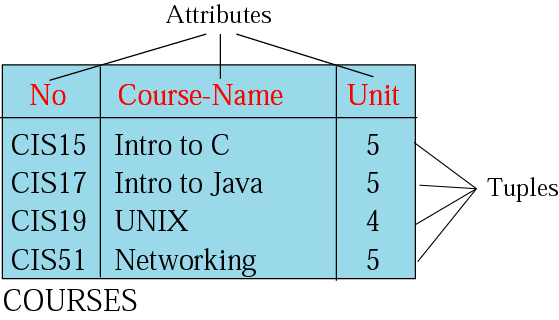 Attributes
No Course-Name Unit
CIS15 Intro to C 5
CIS17 Intro to Java 5
Tuples
CIS19 UNIX 4
CIS51 Networking 5
COURSES